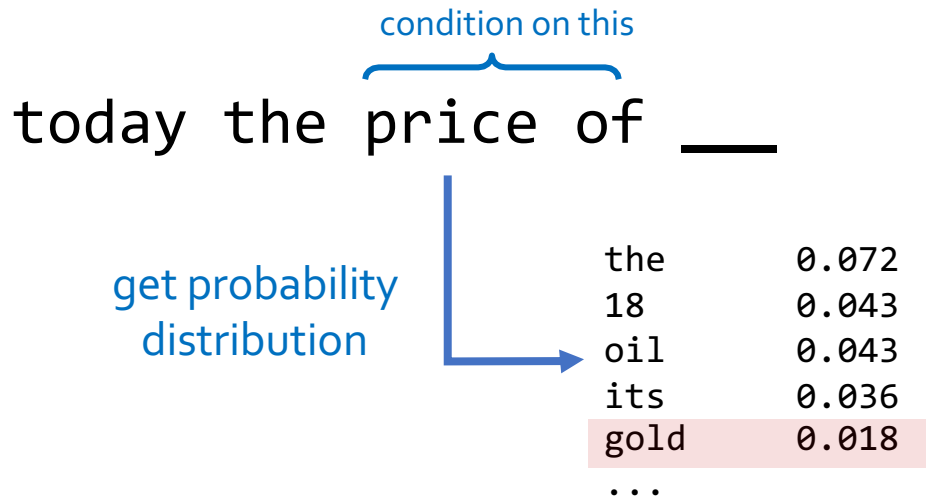 condition on this
today the price of ___
get probability
distribution
the 0.072
18 0.043
oil 0.043
its 0.036
gold 0.018
...